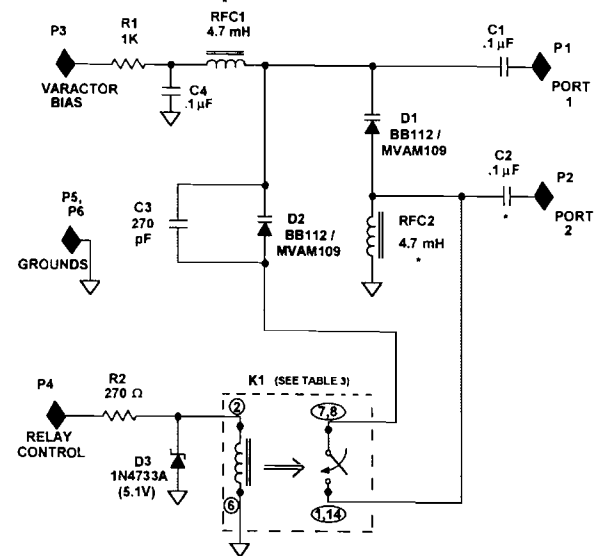 *
RFC1
4.7 mH
P3
R1
1K
C4
.1 µF
VARACTOR
BIAS
C1
.1 µF
P1
PORT
1
D1
BB112 /
MVAM109
C2
.1 µF
*
P2
PORT
2
P5,
P6
GROUNDS
C3
270
pF
D2
BB112 /
MVAM109
RFC2
4.7 mH
*
P4
R2
270 Ω
RELAY
CONTROL
D3
1N4733A
(5.1V)
K1 (SEE TABLE 3)
2
6
7,8
1,14